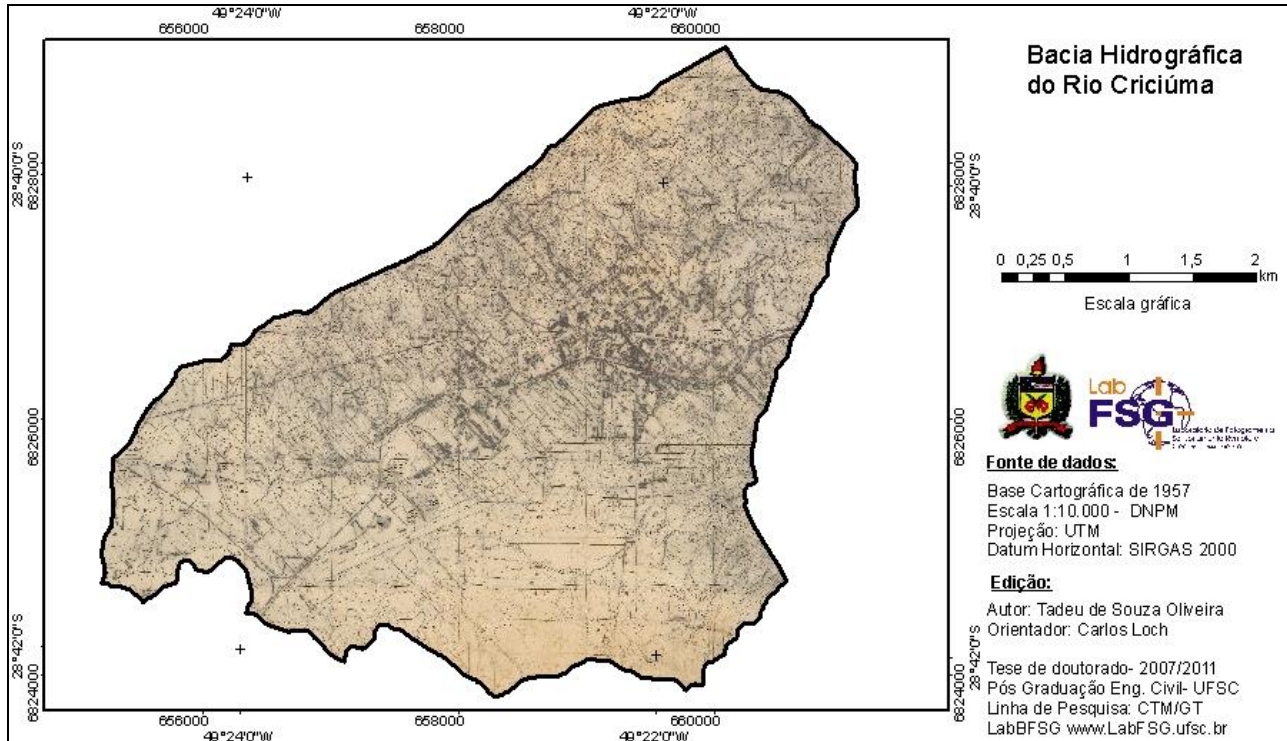 49°24'0"W 49°22'0"W
656000 658000 660000
28°40'0"S
6828000
6826000
28°42'0"S
6824000
6828000
28°40'0"S
6826000
28°42'0"S
6824000
656000 658000 660000
49°24'0"W 49°22'0"W
Bacia Hidrográfica
do Rio Criciúma
0 0,25 0,5 1 1,5 2
km
Escala gráfica
Lab
FSG
Fonte de dados:
Base Cartográfica de 1957
Escala 1:10.000 - DNPM
Projeção: UTM
Datum Horizontal: SIRGAS 2000
Edição:
Autor: Tadeu de Souza Oliveira
Orientador: Carlos Loch
Tese de doutorado- 2007/2011
Pós Graduação Eng. Civil- UFSC
Linha de Pesquisa: CTM/GT
LabBFSG www.LabFSG.ufsc.br